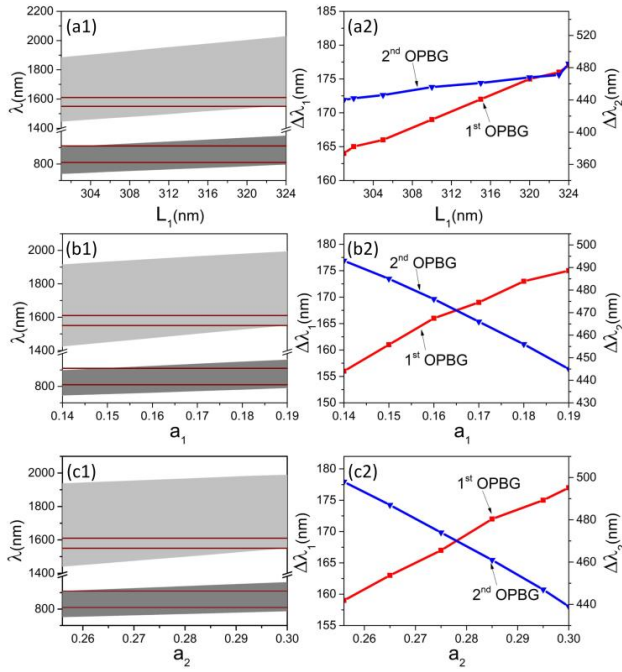 (a1)
2200
2000
1800
1600
1400
800
λ(nm)
304 308 312 316 320 324
L1(nm)
(a2)
185
180
175
170
165
160
Δλ1(nm)
2nd OPBG
1st OPBG
480
460
440
420
400
380
360
Δλ2(nm)
304 308 312 316 320 324
L1(nm)
(b1)
2000
1800
1600
1400
800
λ(nm)
0.14 0.15 0.16 0.17 0.18 0.19
a1
(b2)
180
175
170
165
160
155
150
Δλ1(nm)
2nd OPBG
1st OPBG
500
490
480
470
460
450
440
430
Δλ2(nm)
0.14 0.15 0.16 0.17 0.18 0.19
a1
(c1)
2000
1800
1600
1400
800
λ(nm)
0.26 0.27 0.28 0.29 0.30
a2
(c2)
180
175
170
165
160
155
Δλ1(nm)
1st OPBG
2nd OPBG
500
480
460
440
Δλ2(nm)
0.26 0.27 0.28 0.29 0.30
a2